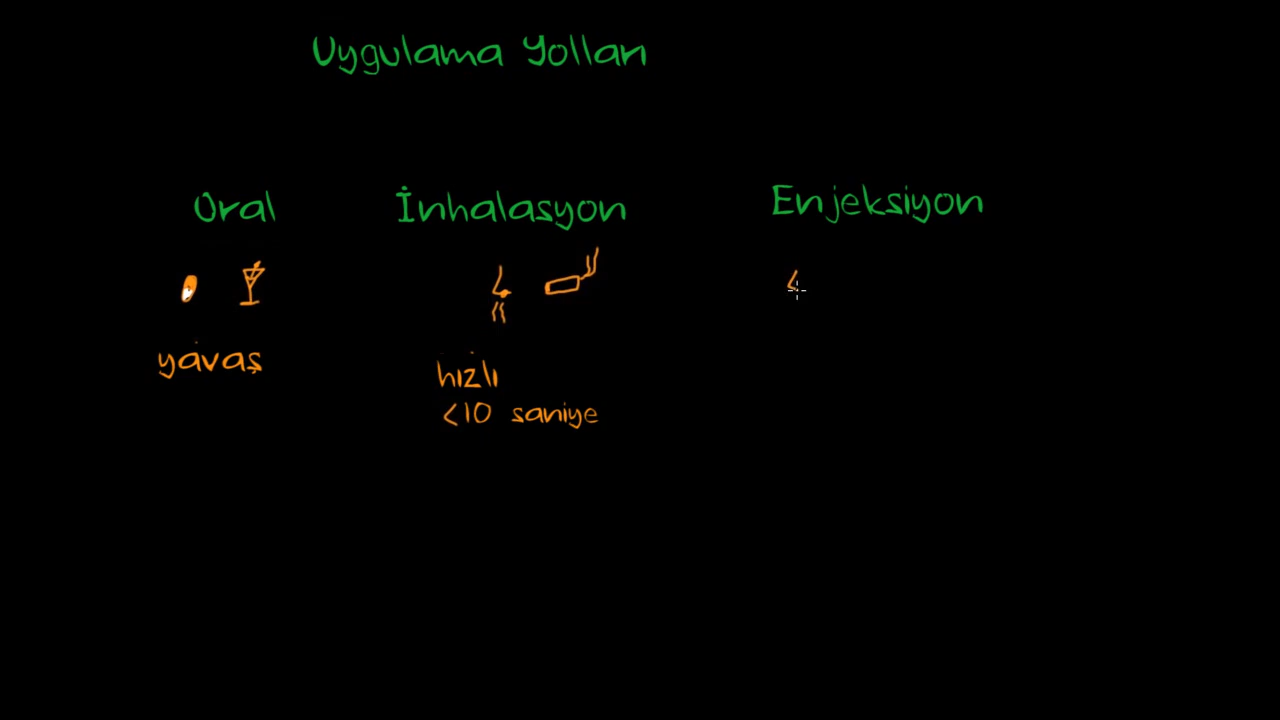 Uygulama Yolları
Oral
İnhalasyon
Enjeksiyon
yavaş
hızlı
<10 saniye